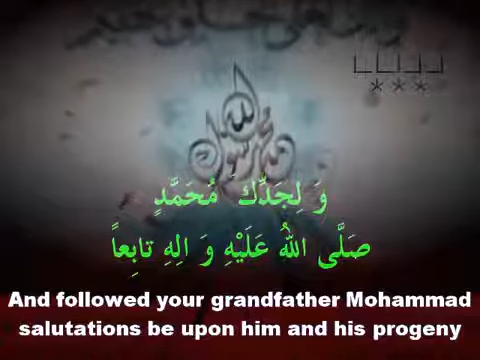 وَ لِجَدِّكَ مُحَمَّدٍ
صَلَّى اللهُ عَلَيْهِ وَ الِهِ تابِعاً
And followed your grandfather Mohammad
salutations be upon him and his progeny